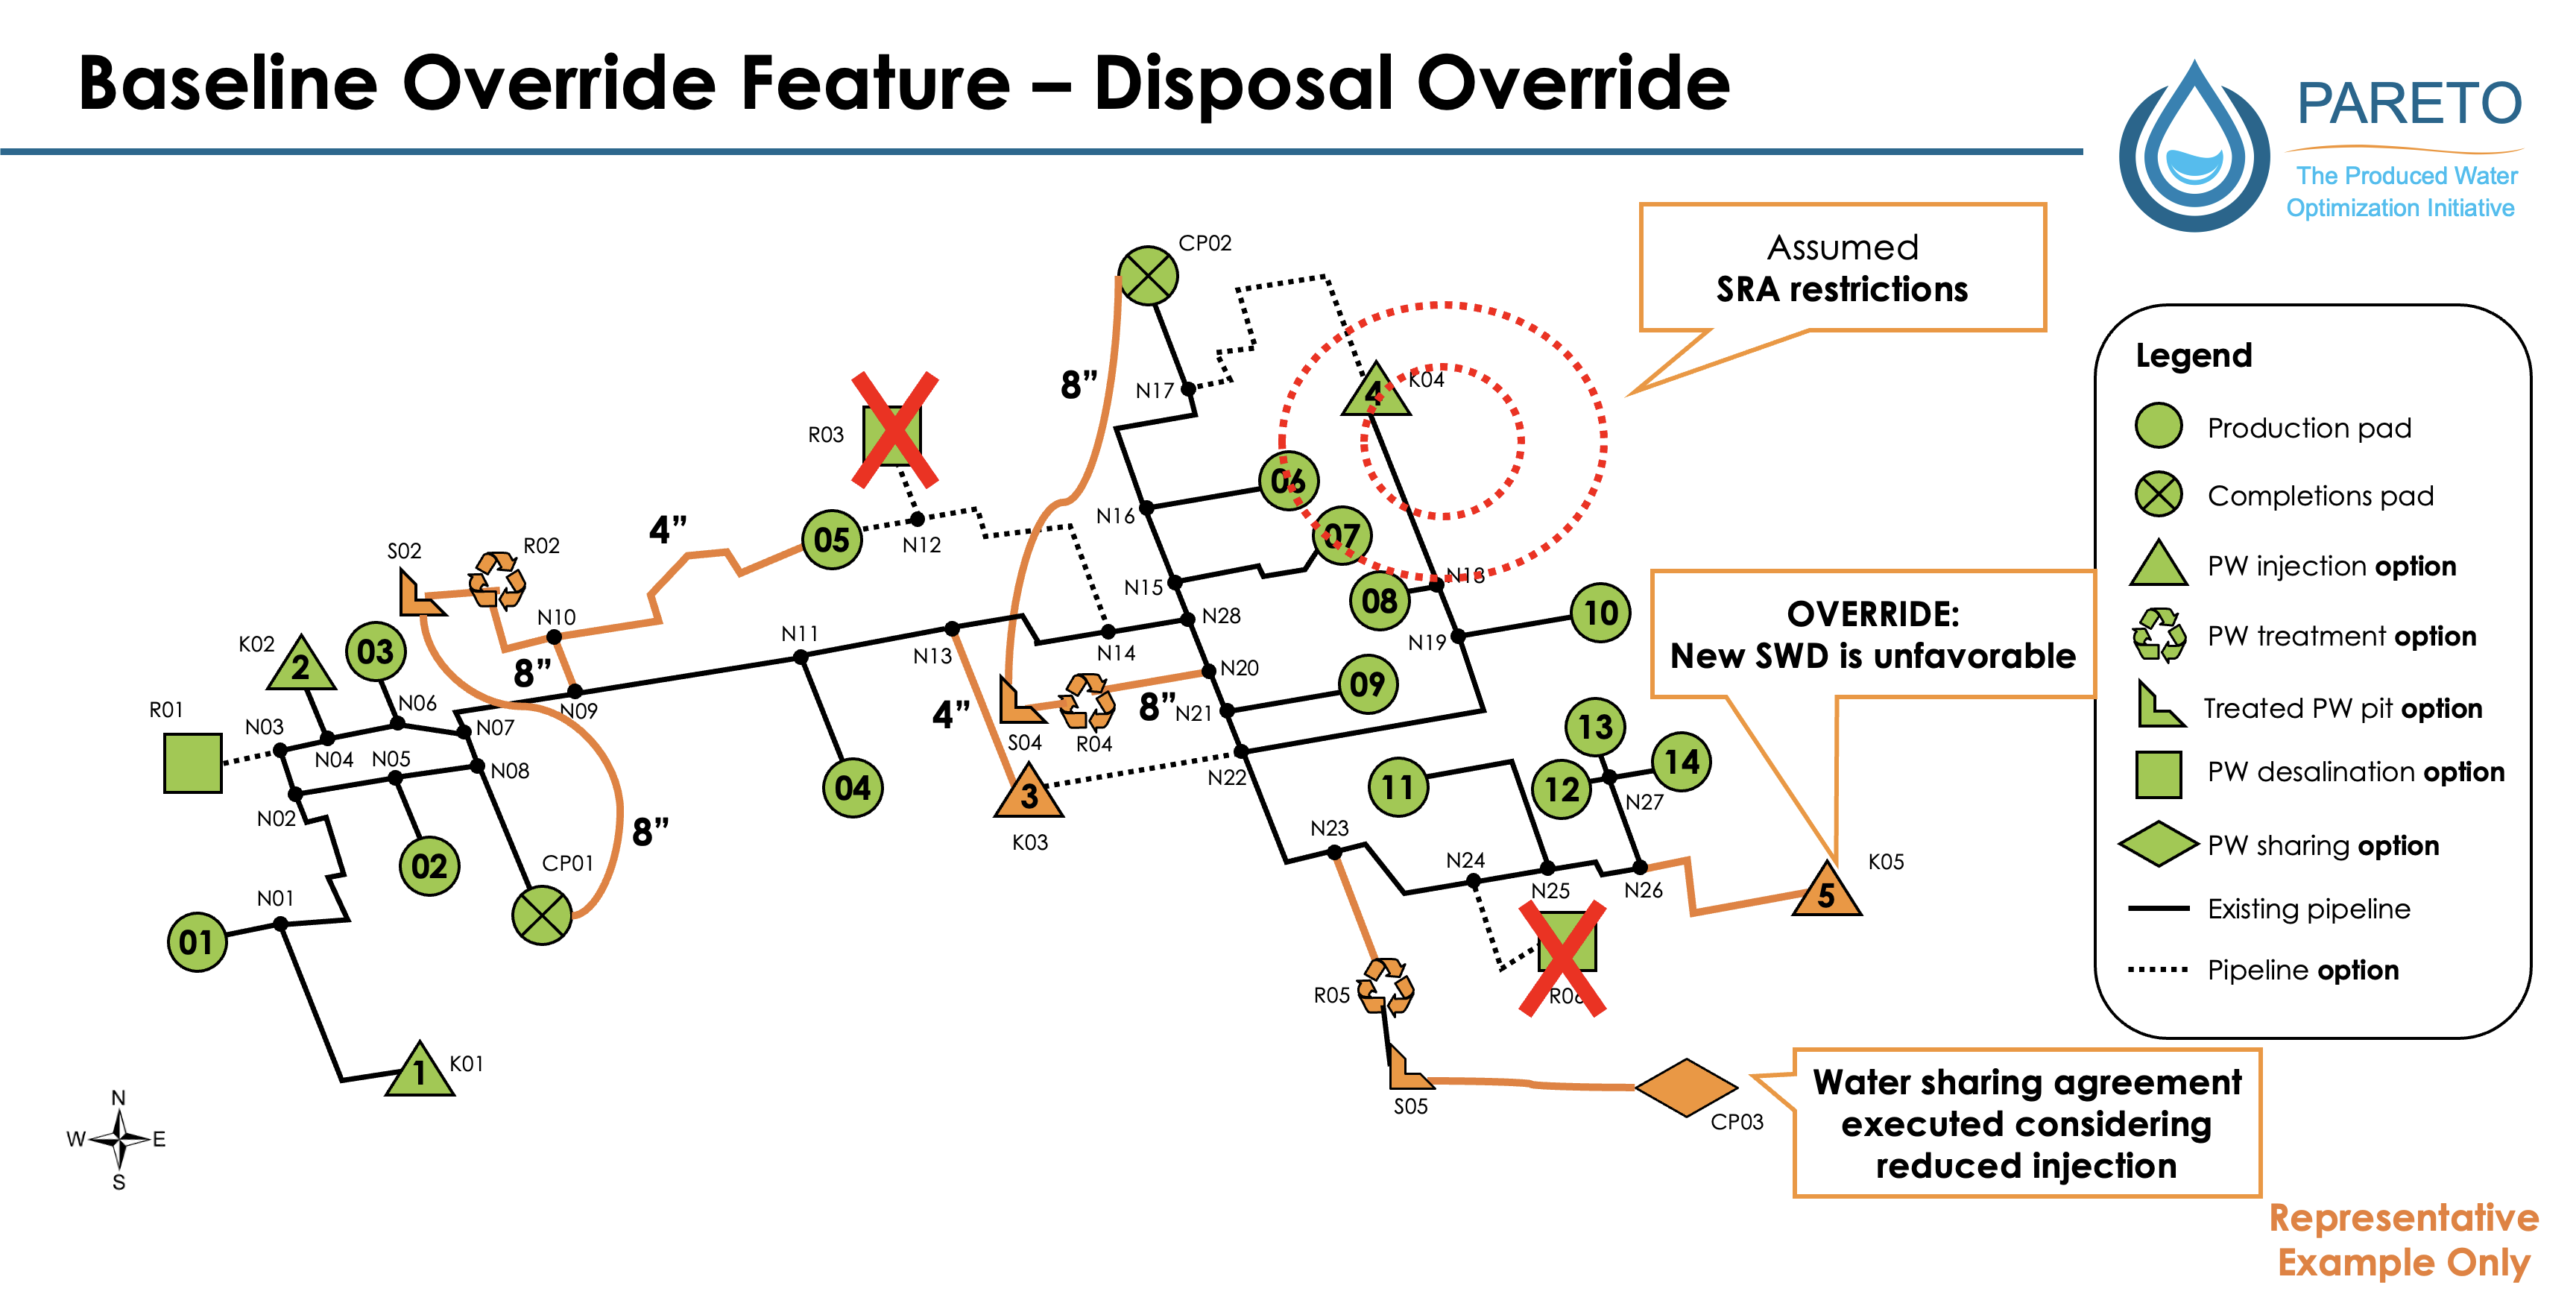 Baseline Override Feature – Disposal Override
PARETO
The Produced Water
Optimization Initiative
Assumed
SRA restrictions
CP02
8”
N17
4
K04
R03
06
N16
07
4”
05
N12
N15
N18
08
10
S02
R02
N28
N10
N11
N13
N14
N19
K02
03
2
8”
N20
09
N09
4”
8”
N21
S04
R04
R01
N03
N06
N07
N04
N05
N08
N22
3
K03
04
11
13
14
12
N27
N02
02
8”
CP01
N23
N24
N25
N26
5
K05
N01
01
R05
R06
1
K01
S05
CP03
OVERRIDE:
New SWD is unfavorable
Water sharing agreement
executed considering
reduced injection
Legend
Production pad
Completions pad
PW injection option
PW treatment option
Treated PW pit option
PW desalination option
PW sharing option
Existing pipeline
Pipeline option
N
W E
S
Representative
Example Only